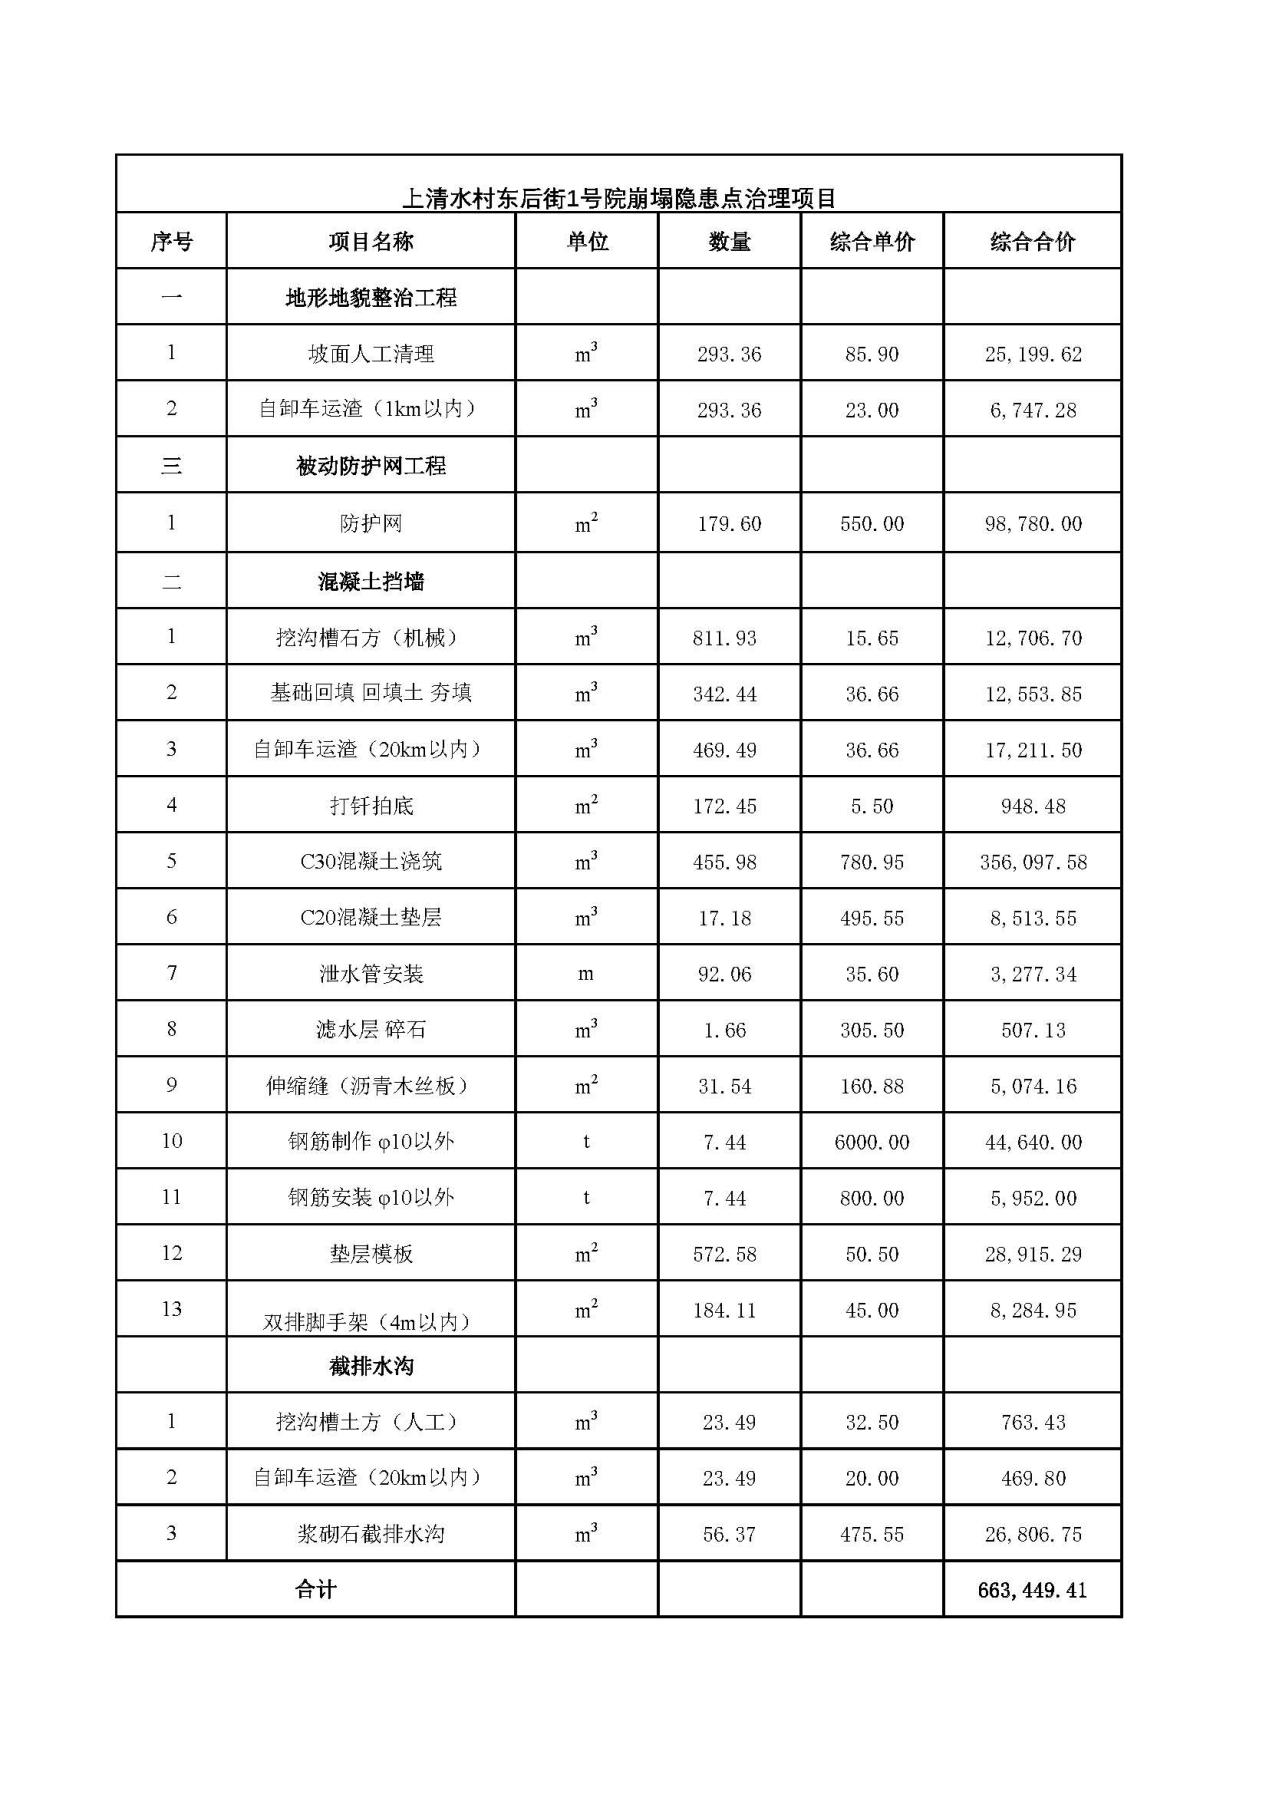 上清水村东后街1号院崩塌隐患点治理项目
序号 项目名称 单位 数量 综合单价 综合合价
一 地形地貌整治工程
1 坡面人工清理 m³ 293.36 85.90 25,199.62
2 自卸车运渣（1km以内） m³ 293.36 23.00 6,747.28
三 被动防护网工程
1 防护网 m² 179.60 550.00 98,780.00
二 混凝土挡墙
1 挖沟槽石方（机械） m³ 811.93 15.65 12,706.70
2 基础回填 回填土 夯填 m³ 342.44 36.66 12,553.85
3 自卸车运渣（20km以内） m³ 469.49 36.66 17,211.50
4 打钎拍底 m² 172.45 5.50 948.48
5 C30混凝土浇筑 m³ 455.98 780.95 356,097.58
6 C20混凝土垫层 m³ 17.18 495.55 8,513.55
7 泄水管安装 m 92.06 35.60 3,277.34
8 滤水层 碎石 m³ 1.66 305.50 507.13
9 伸缩缝（沥青木丝板） m² 31.54 160.88 5,074.16
10 钢筋制作 φ10以外 t 7.44 6000.00 44,640.00
11 钢筋安装 φ10以外 t 7.44 800.00 5,952.00
12 垫层模板 m² 572.58 50.50 28,915.29
13 双排脚手架（4m以内） m² 184.11 45.00 8,284.95
截排水沟
1 挖沟槽土方（人工） m³ 23.49 32.50 763.43
2 自卸车运渣（20km以内） m³ 23.49 20.00 469.80
3 浆砌石截排水沟 m³ 56.37 475.55 26,806.75
合计 663,449.41